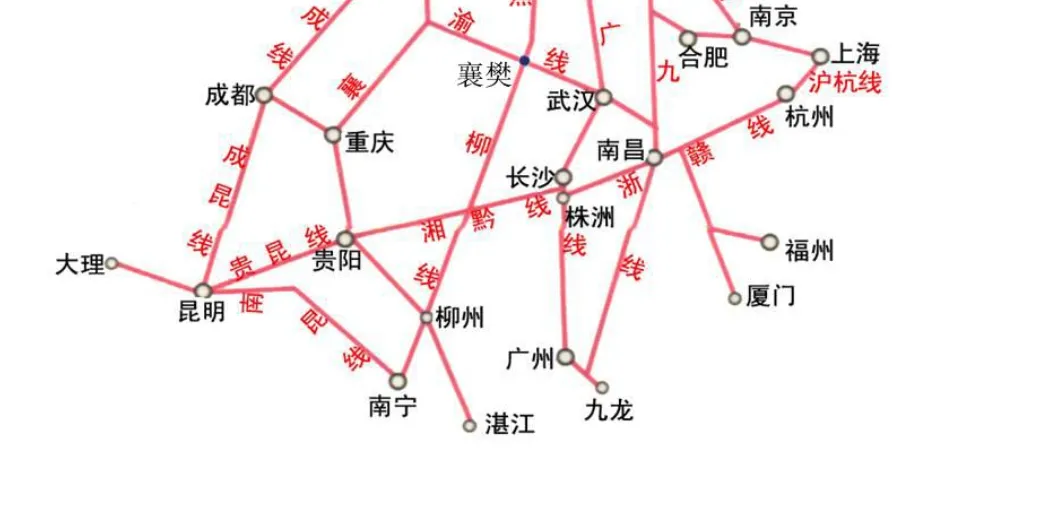 成
渝
广
南京
线
襄樊
线
合肥
上海
九
沪杭线
成都
襄
武汉
杭州
重庆
柳
线
成
南昌
赣
昆
长沙
浙
湘
黔
线
株洲
线
贵
昆
线
线
福州
大理
贵阳
线
线
昆明
南
厦门
昆
柳州
线
广州
南宁
九龙
湛江